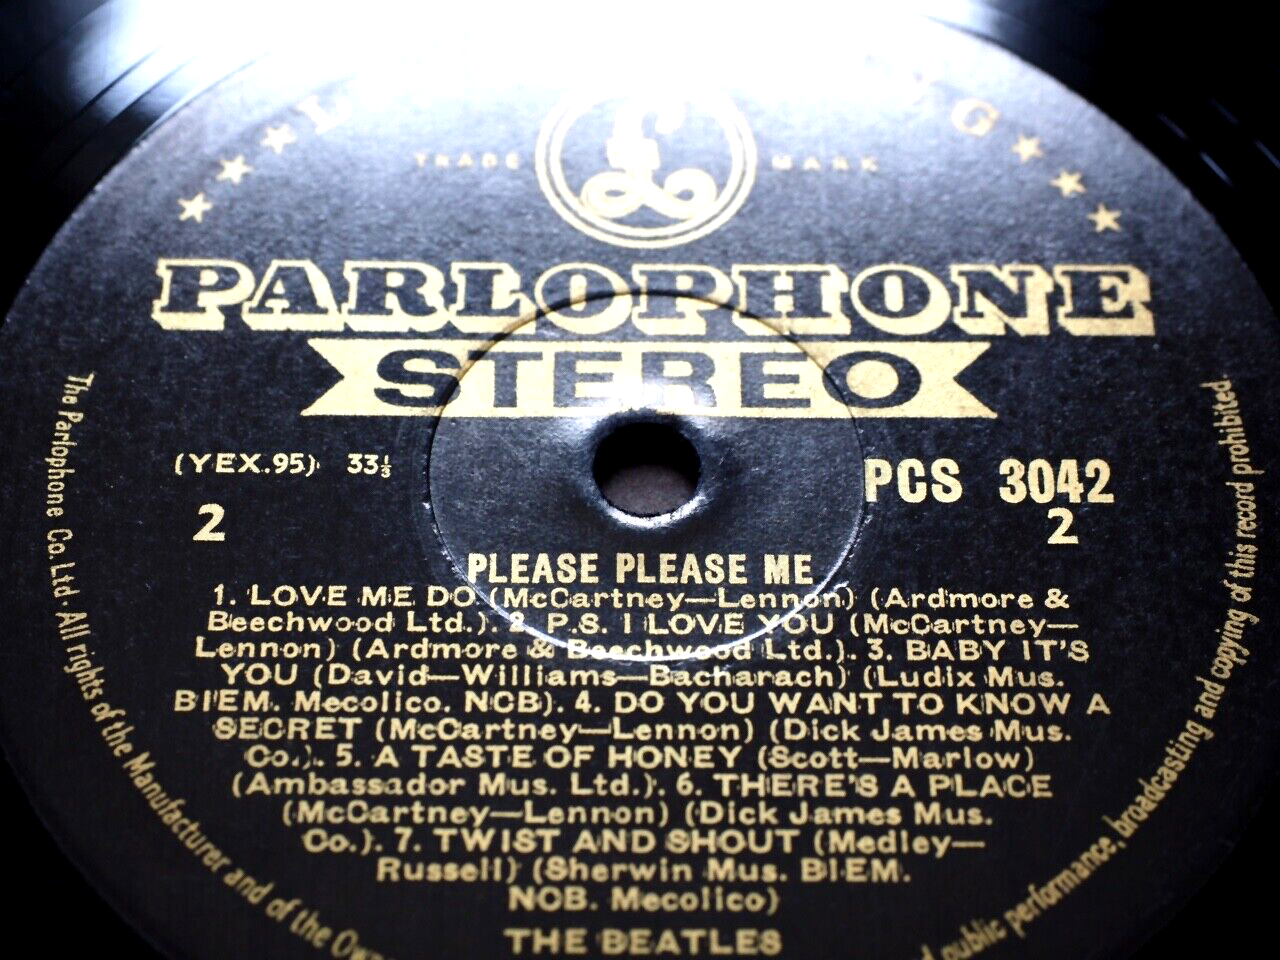 TRADE MARK
PARLOPHONE
STEREO
(YEX.95) 33⅓
PCS 3042
2
2
PLEASE PLEASE ME
1. LOVE ME DO (McCartney—Lennon) (Ardmore &
Beechwood Ltd.). 2. P.S. I LOVE YOU (McCartney—
Lennon) (Ardmore & Beechwood Ltd.). 3. BABY IT'S
YOU (David—Williams—Bacharach) (Ludix Mus.
BIEM. Mecolico. NCB). 4. DO YOU WANT TO KNOW A
SECRET (McCartney—Lennon) (Dick James Mus.
Co.). 5. A TASTE OF HONEY (Scott—Marlow)
(Ambassador Mus. Ltd.). 6. THERE'S A PLACE
(McCartney—Lennon) (Dick James Mus.
Co.). 7. TWIST AND SHOUT (Medley—
Russell) (Sherwin Mus. BIEM.
NOB. Mecolico)
THE BEATLES
The Parlophone Co. Ltd. All rights of the Manufacturer and of the
public performance, broadcasting and copying of this record prohibited.